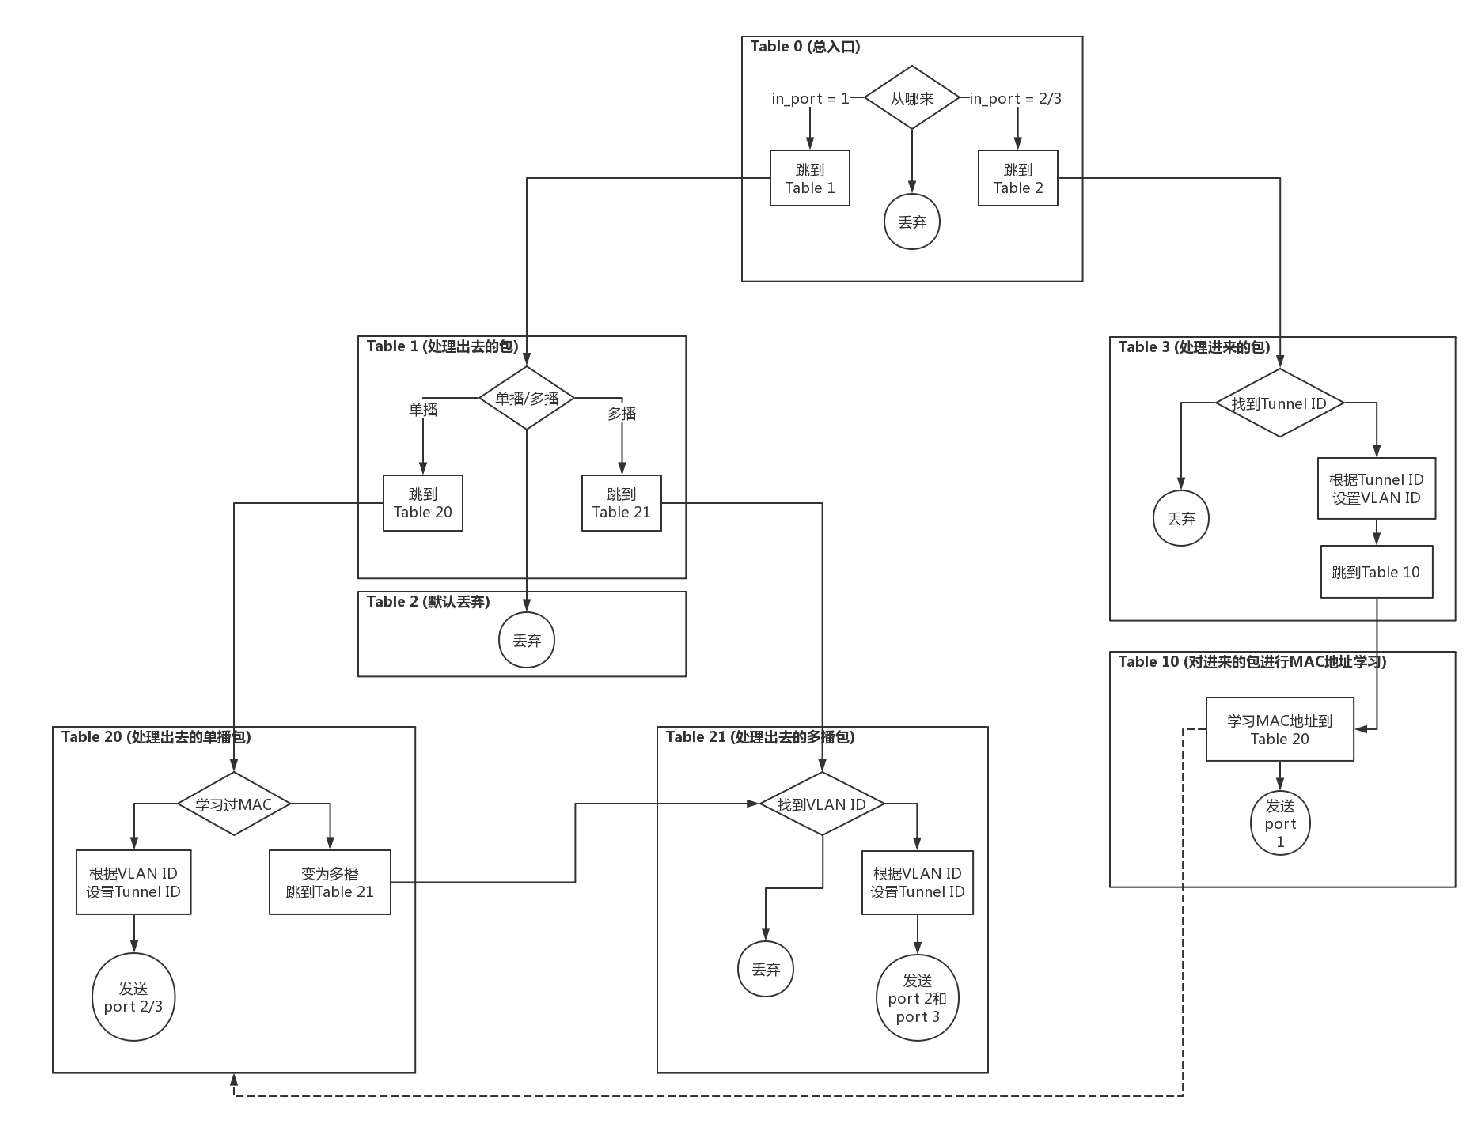 Table 0 (总入口)
从哪来
in_port = 1
in_port = 2/3
跳到
Table 1
跳到
Table 2
丢弃
Table 1 (处理出去的包)
单播/多播
单播
多播
跳到
Table 20
跳到
Table 21
Table 2 (默认丢弃)
丢弃
Table 3 (处理进来的包)
找到Tunnel ID
根据Tunnel ID
设置VLAN ID
丢弃
跳到Table 10
Table 10 (对进来的包进行MAC地址学习)
学习MAC地址到
Table 20
发送
port
1
Table 20 (处理出去的单播包)
学习过MAC
根据VLAN ID
设置Tunnel ID
变为多播
跳到Table 21
发送
port 2/3
Table 21 (处理出去的多播包)
找到VLAN ID
根据VLAN ID
设置Tunnel ID
丢弃
发送
port 2和
port 3